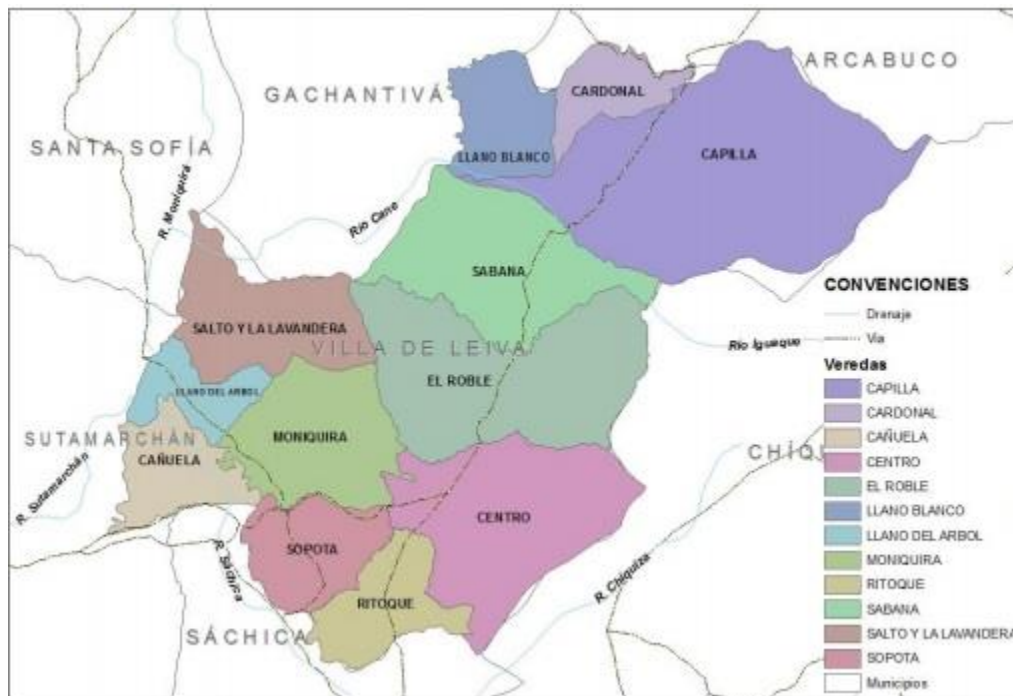 ARCABUCO
GACHANTIVÁ
CARDONAL
SANTA SOFÍA
LLANO BLANCO
CAPILLA
R. Moniquirá
Río Cane
SABANA
CONVENCIONES
Drenaje
Vía
SALTO Y LA LAVANDERA
VILLA DE LEIVA
Río Iguaque
Veredas
CAPILLA
CARDONAL
CAÑUELA
CENTRO
EL ROBLE
LLANO BLANCO
LLANO DEL ARBOL
MONIQUIRA
RITOQUE
SABANA
SALTO Y LA LAVANDERA
SOPOTA
Municipios
EL ROBLE
LLANO DEL ARBOL
SUTAMARCHÁN
MONIQUIRA
CAÑUELA
CHÍQU
R. Sutamarchán
CENTRO
SOPOTA
R. Sáchica
R. Chiquiza
RITOQUE
SÁCHICA